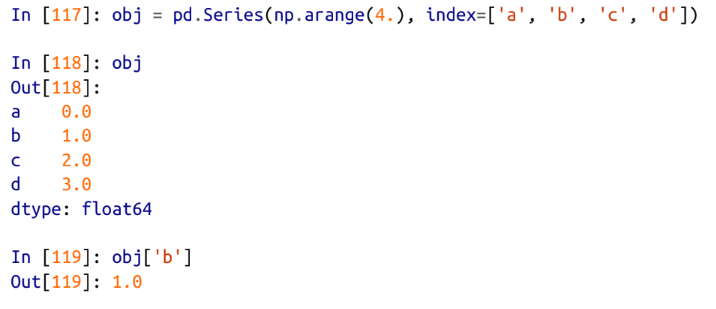 In [117]: obj = pd.Series(np.arange(4.), index=['a', 'b', 'c', 'd'])
In [118]: obj
Out[118]:
a    0.0
b    1.0
c    2.0
d    3.0
dtype: float64
In [119]: obj['b']
Out[119]: 1.0